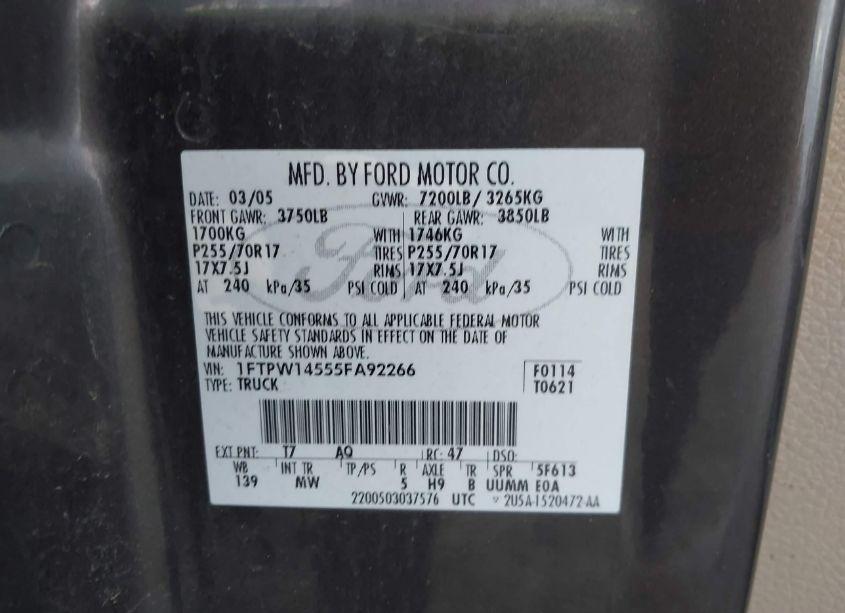 MFD. BY FORD MOTOR CO.
DATE: 03/05 GVWR: 7200LB/ 3265KG
FRONT GAWR: 3750LB REAR GAWR: 3850LB
1700KG WITH 1746KG WITH
P255/70R17 TIRES P255/70R17 TIRES
17X7.5J RIMS 17X7.5J RIMS
AT 240 kPa/35 PSI COLD AT 240 kPa/35 PSI COLD
Ford
THIS VEHICLE CONFORMS TO ALL APPLICABLE FEDERAL MOTOR
VEHICLE SAFETY STANDARDS IN EFFECT ON THE DATE OF
MANUFACTURE SHOWN ABOVE.
VIN: 1FTPW14555FA92266 F0114
TYPE: TRUCK T0621
EXT PNT: T7 AQ RC: 47 DSO:
WB INT TR TP/PS R AXLE TR SPR 5F613
139 MW 5 H9 B UUMM E0A
2200503037576 UTC 2U5A-1520472-AA